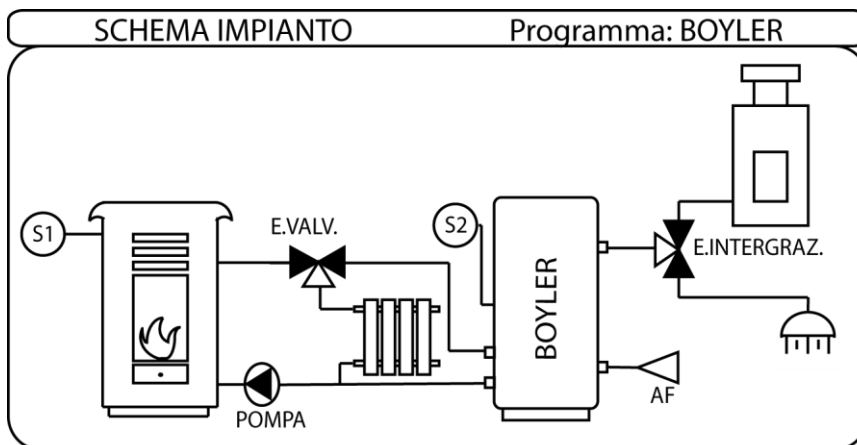 SCHEMA IMPIANTO Programma: BOYLER
S1
E.VALV.
S2
E.INTERGRAZ.
BOYLER
POMPA
AF